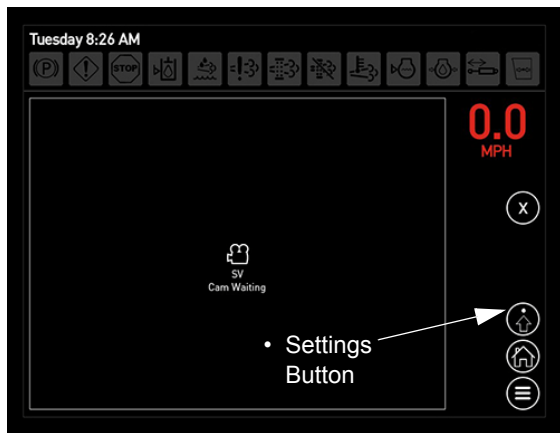 Tuesday 8:26 AM
(P)
STOP
0.0
MPH
X
SV
Cam Waiting
• Settings
Button